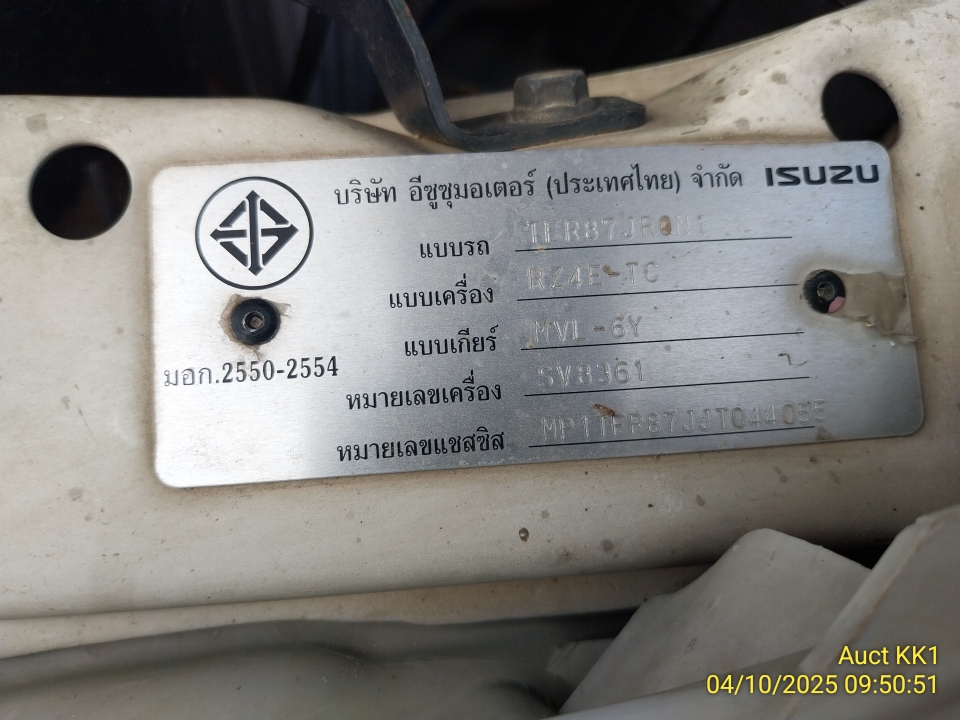 บริษัท อีซูซุมอเตอร์ (ประเทศไทย) จำกัด ISUZU
แบบรถ TFR87JR0N1
แบบเครื่อง RZ4E-TC
แบบเกียร์ MVL-6Y
มอก.2550-2554
หมายเลขเครื่อง SV8361
หมายเลขแชสซิส
Auct KK1
04/10/2025 09:50:51